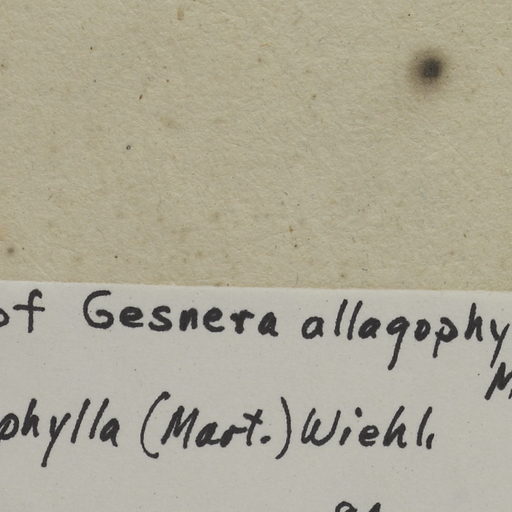 of Gesnera allagophy
M
phylla (Mart.) Wiehl.